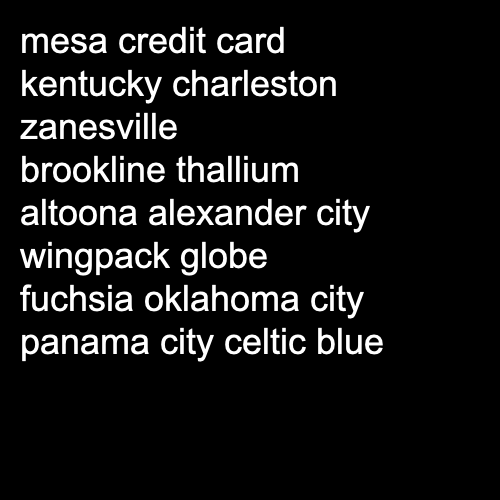 mesa credit card
kentucky charleston
zanesville
brookline thallium
altoona alexander city
wingpack globe
fuchsia oklahoma city
panama city celtic blue